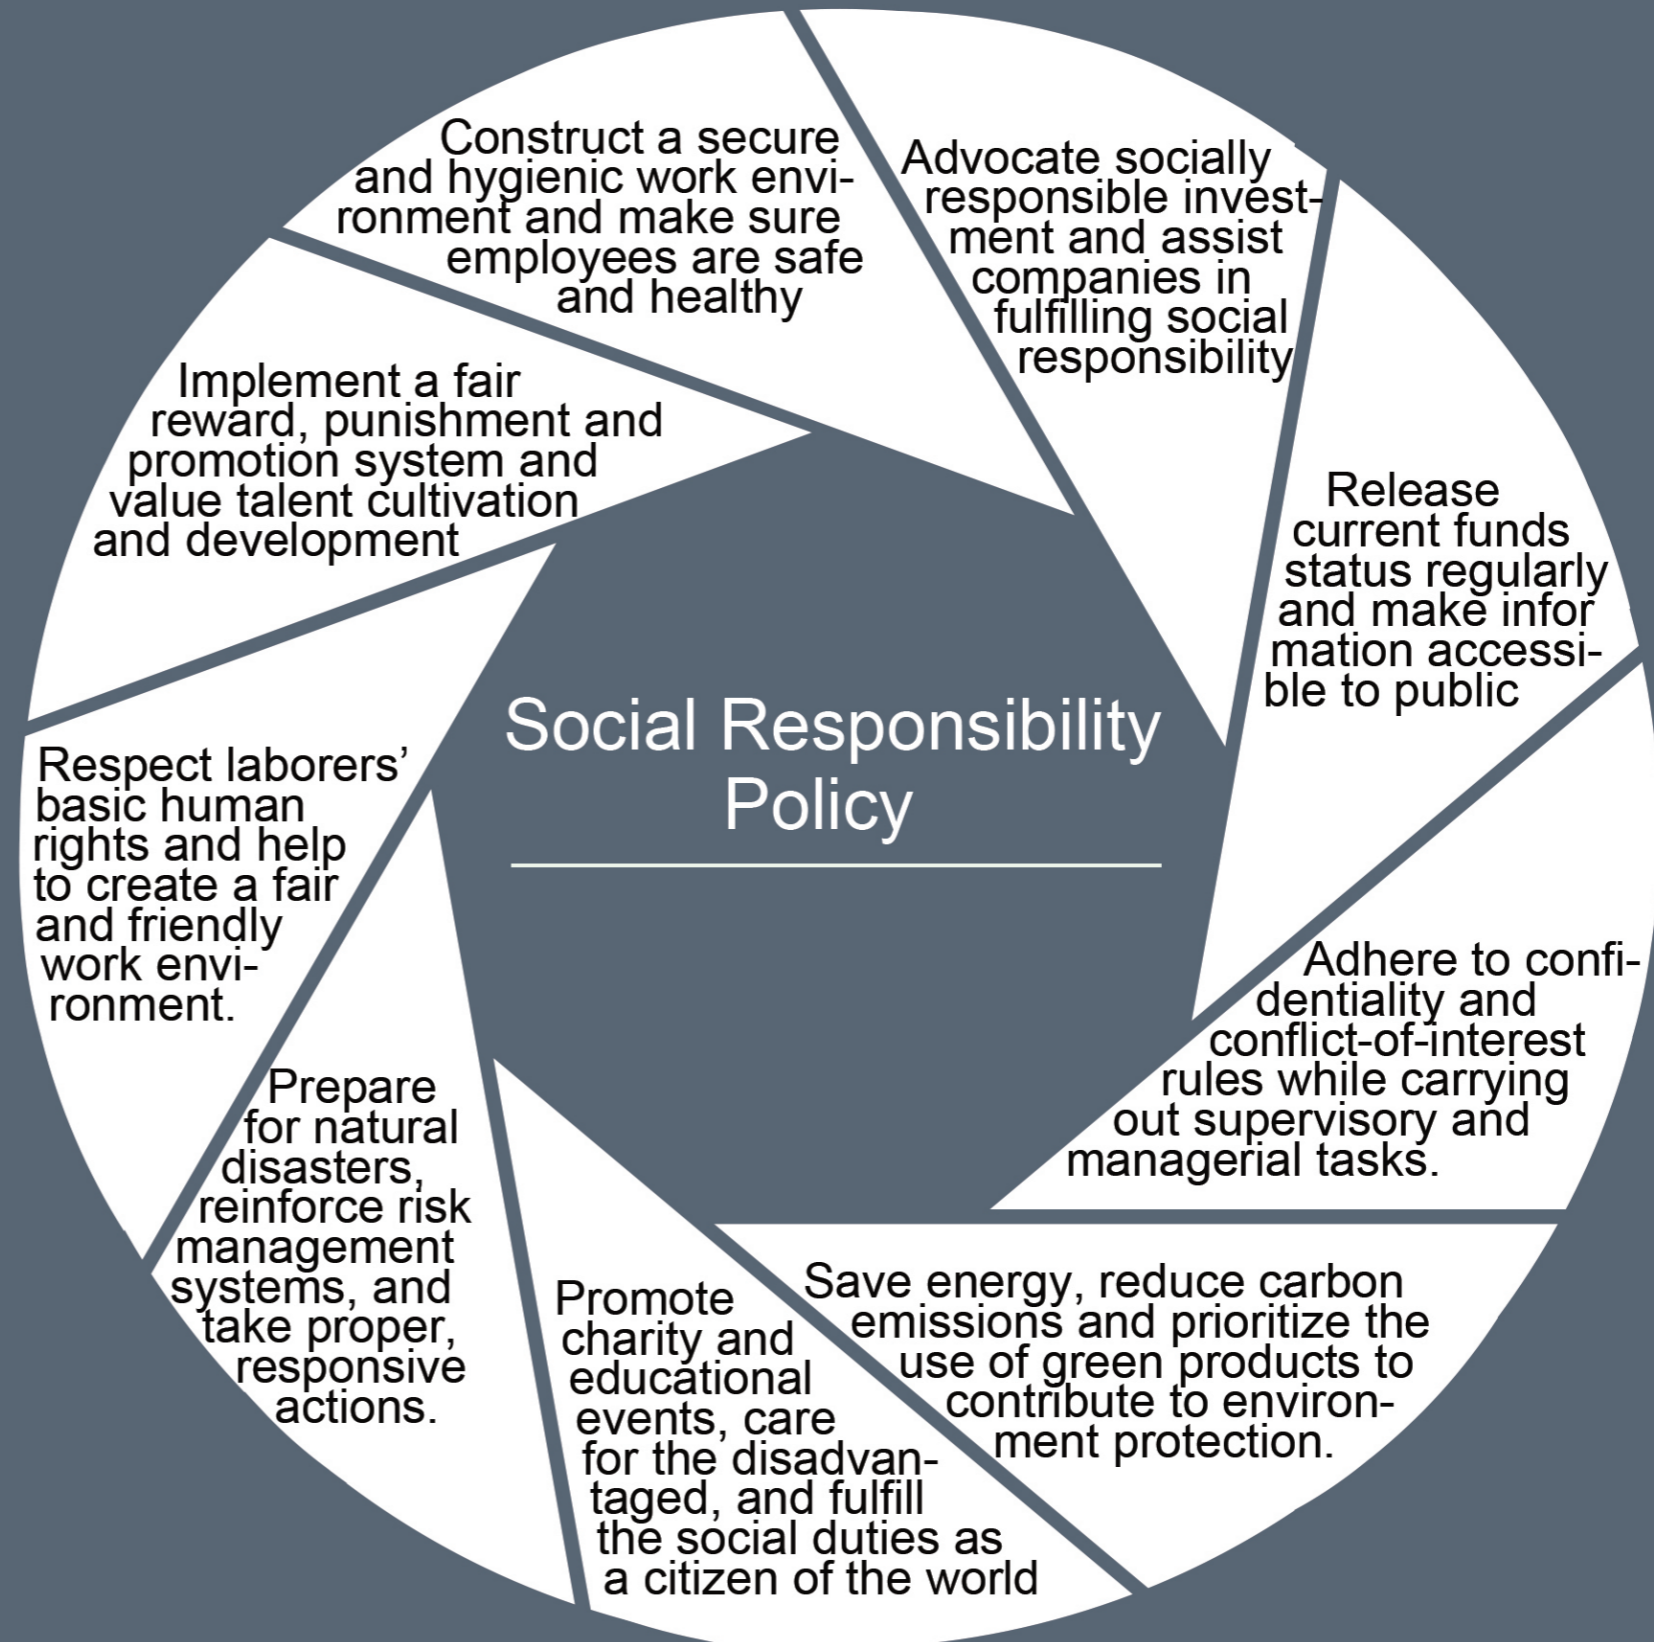 Construct a secure
and hygienic work envi-
ronment and make sure
employees are safe
and healthy
Advocate socially
responsible invest-
ment and assist
companies in
fulfilling social
responsibility
Release
current funds
status regularly
and make infor
mation accessi-
ble to public
Adhere to confi-
dentiality and
conflict-of-interest
rules while carrying
out supervisory and
managerial tasks.
Save energy, reduce carbon
emissions and prioritize the
use of green products to
contribute to environ-
ment protection.
Promote
charity and
educational
events, care
for the disadvan-
taged, and fulfill
the social duties as
a citizen of the world
Prepare
for natural
disasters,
reinforce risk
management
systems, and
take proper,
responsive
actions.
Respect laborers’
basic human
rights and help
to create a fair
and friendly
work envi-
ronment.
Implement a fair
reward, punishment and
promotion system and
value talent cultivation
and development
Social Responsibility
Policy